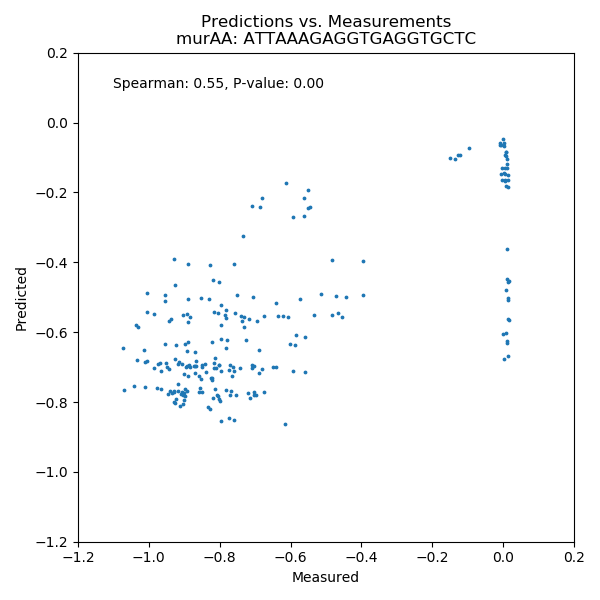 Predictions vs. Measurements
murAA: ATTAAAGAGGTGAGGTGCTC
Spearman: 0.55, P-value: 0.00
0.2
0.0
−0.2
−0.4
−0.6
−0.8
−1.0
−1.2
Predicted
−1.2 −1.0 −0.8 −0.6 −0.4 −0.2 0.0 0.2
Measured